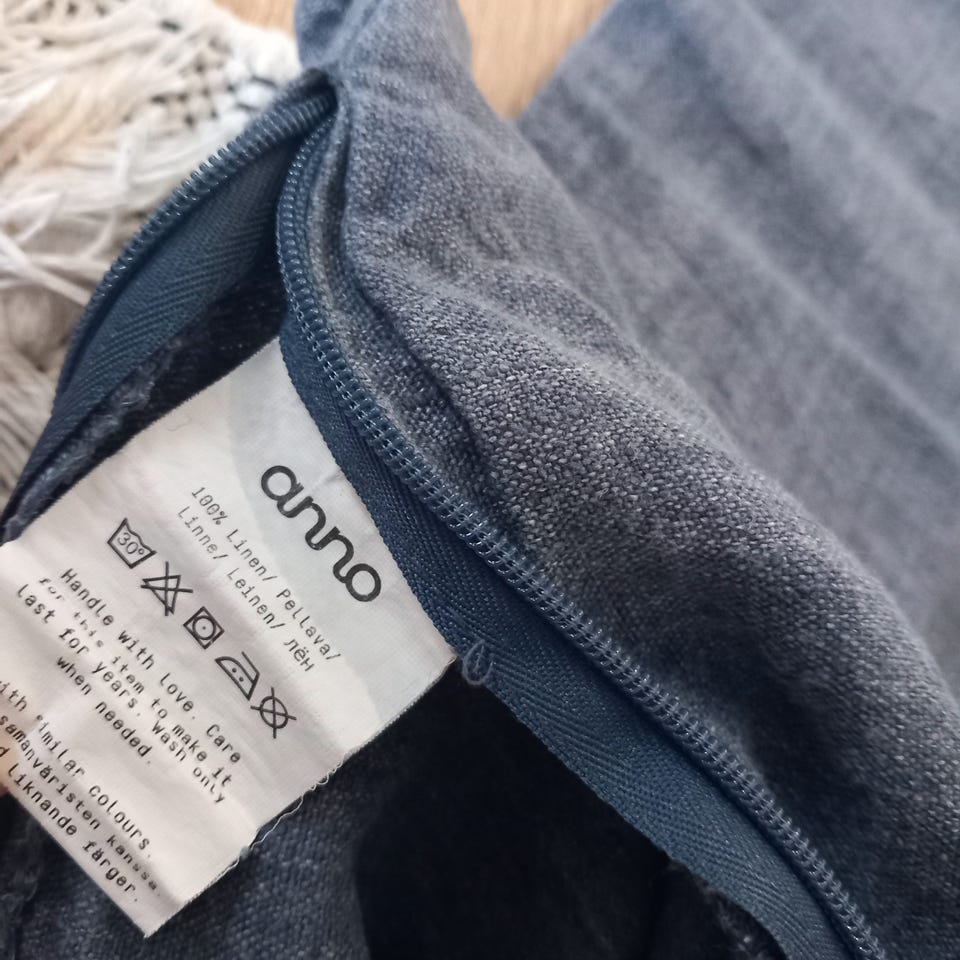 anno
100% Linen/ Pellava/
Linne/ Leinen/ лён
30°
Handle with love. Care
for this item to make it
last for years. Wash only
when needed.
with similar colours.
samanväristen kanssa.
liknande färger.